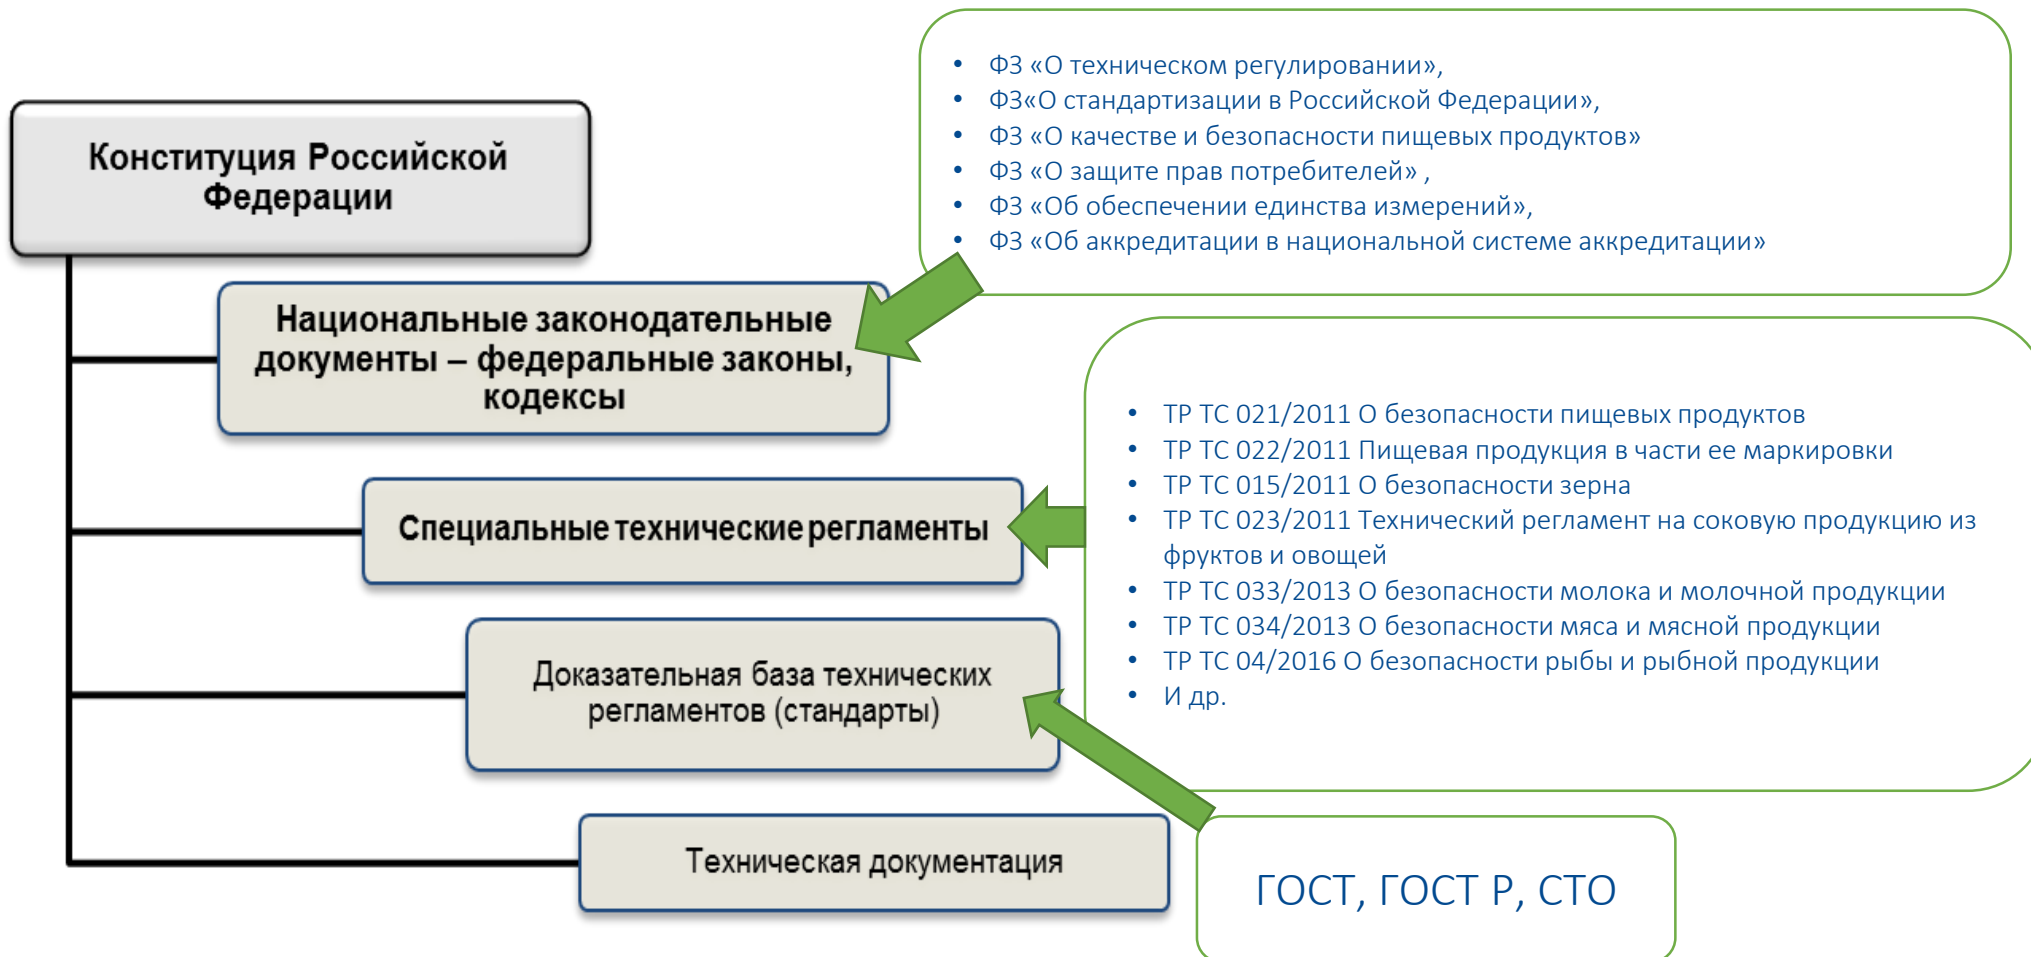 • ФЗ «О техническом регулировании»,
• ФЗ«О стандартизации в Российской Федерации»,
• ФЗ «О качестве и безопасности пищевых продуктов»
• ФЗ «О защите прав потребителей» ,
• ФЗ «Об обеспечении единства измерений»,
• ФЗ «Об аккредитации в национальной системе аккредитации»
Конституция Российской
Федерации
Национальные законодательные
документы – федеральные законы,
кодексы
• ТР ТС 021/2011 О безопасности пищевых продуктов
• ТР ТС 022/2011 Пищевая продукция в части ее маркировки
• ТР ТС 015/2011 О безопасности зерна
• ТР ТС 023/2011 Технический регламент на соковую продукцию из
фруктов и овощей
• ТР ТС 033/2013 О безопасности молока и молочной продукции
• ТР ТС 034/2013 О безопасности мяса и мясной продукции
• ТР ТС 04/2016 О безопасности рыбы и рыбной продукции
• И др.
Специальные технические регламенты
Доказательная база технических
регламентов (стандарты)
Техническая документация
ГОСТ, ГОСТ Р, СТО